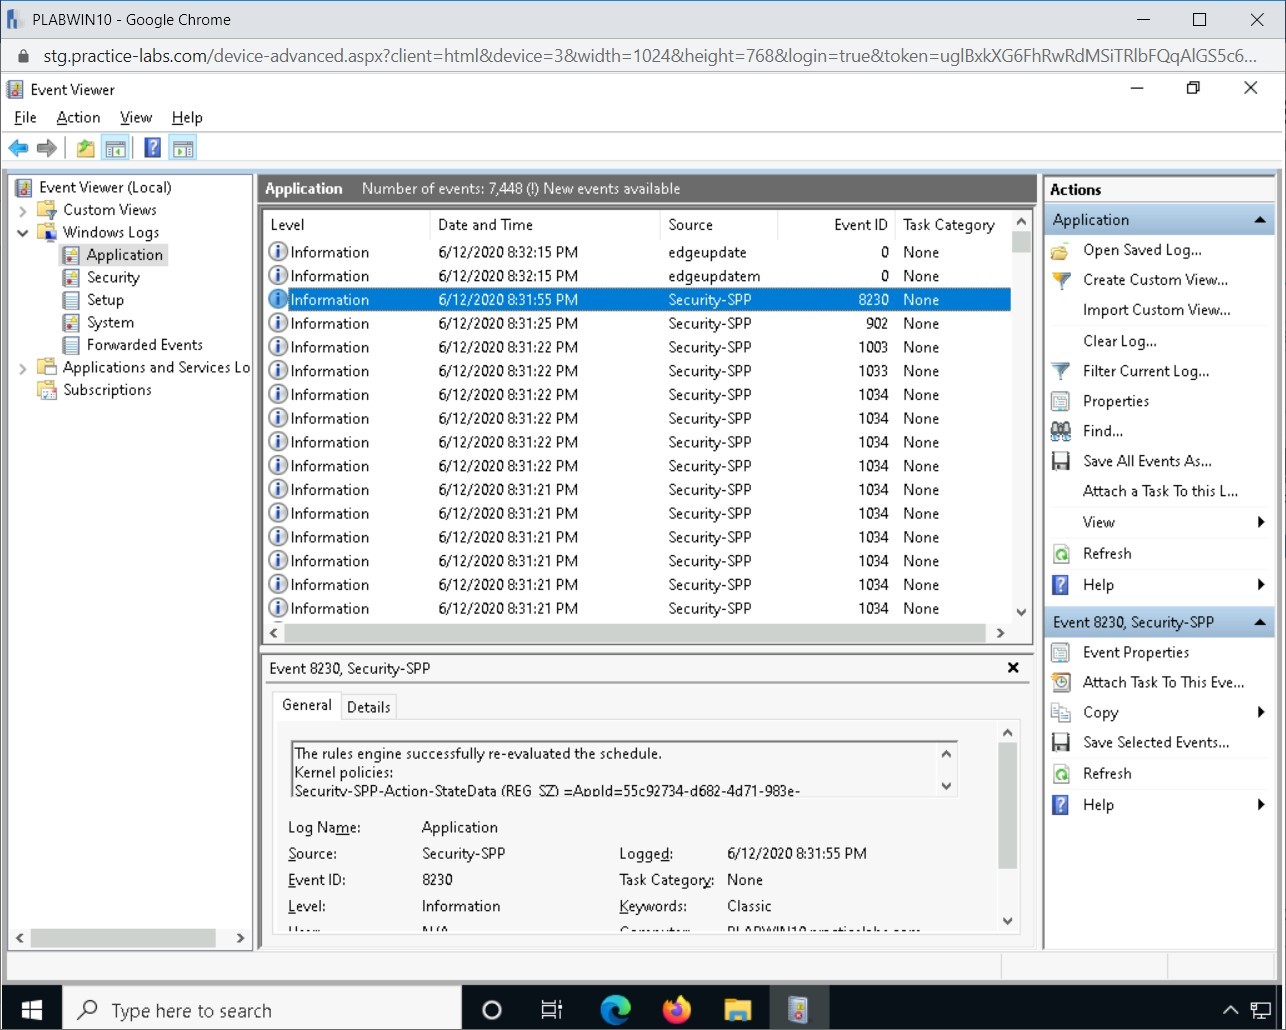 PLABWIN10 - Google Chrome
stg.practice-labs.com/device-advanced.aspx?client=html&device=3&width=1024&height=768&login=true&token=uglBxkXG6FhRwRdMSiTRlbFQqAlGS5c6...
Event Viewer
File Action View Help
Event Viewer (Local)
Custom Views
Windows Logs
Application
Security
Setup
System
Forwarded Events
Applications and Services Lo
Subscriptions
Application Number of events: 7,448 (!) New events available
Level Date and Time Source Event ID Task Category
Information 6/12/2020 8:32:15 PM edgeupdate 0 None
Information 6/12/2020 8:32:15 PM edgeupdatem 0 None
Information 6/12/2020 8:31:55 PM Security-SPP 8230 None
Information 6/12/2020 8:31:25 PM Security-SPP 902 None
Information 6/12/2020 8:31:22 PM Security-SPP 1003 None
Information 6/12/2020 8:31:22 PM Security-SPP 1033 None
Information 6/12/2020 8:31:22 PM Security-SPP 1034 None
Information 6/12/2020 8:31:22 PM Security-SPP 1034 None
Information 6/12/2020 8:31:22 PM Security-SPP 1034 None
Information 6/12/2020 8:31:22 PM Security-SPP 1034 None
Information 6/12/2020 8:31:21 PM Security-SPP 1034 None
Information 6/12/2020 8:31:21 PM Security-SPP 1034 None
Information 6/12/2020 8:31:21 PM Security-SPP 1034 None
Information 6/12/2020 8:31:21 PM Security-SPP 1034 None
Information 6/12/2020 8:31:21 PM Security-SPP 1034 None
Information 6/12/2020 8:31:21 PM Security-SPP 1034 None
Event 8230, Security-SPP
General Details
The rules engine successfully re-evaluated the schedule.
Kernel policies:
Security-SPP-Action-StateData (REG_SZ) =AppId=55c92734-d682-4d71-983e-
Log Name: Application
Source: Security-SPP Logged: 6/12/2020 8:31:55 PM
Event ID: 8230 Task Category: None
Level: Information Keywords: Classic
User: N/A Computer: PLABWIN10.practicelabs.com
Actions
Application
Open Saved Log...
Create Custom View...
Import Custom View...
Clear Log...
Filter Current Log...
Properties
Find...
Save All Events As...
Attach a Task To this L...
View
Refresh
Help
Event 8230, Security-SPP
Event Properties
Attach Task To This Eve...
Copy
Save Selected Events...
Refresh
Help
Type here to search